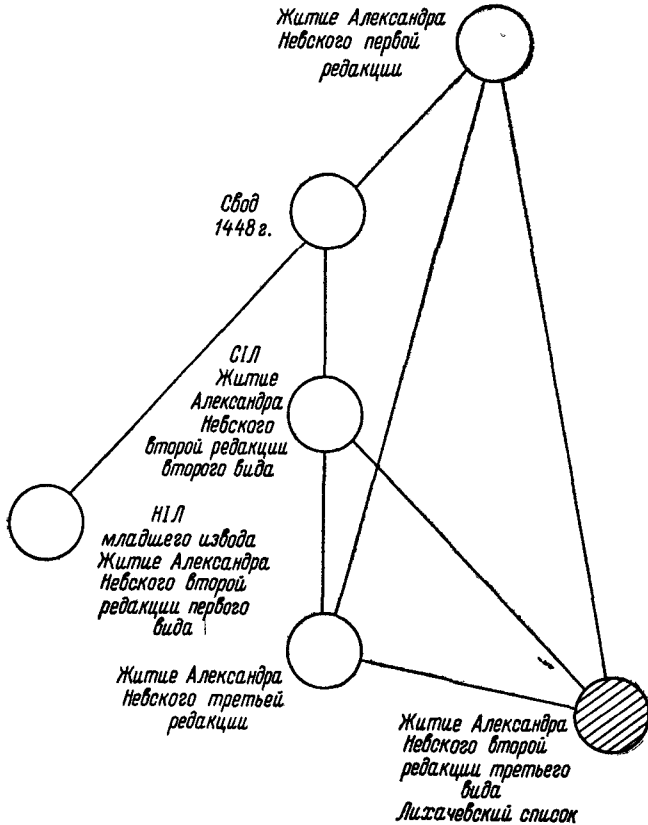 Житие Александра
Невского первой
редакции
Свод
1448 г.
СIЛ
Житие
Александра
Невского
второй редакции
второго вида
НIЛ
младшего извода
Житие Александра
Невского второй
редакции первого
вида
Житие Александра
Невского третьей
редакции
Житие Александра
Невского второй
редакции третьего
вида
Лихачевский список